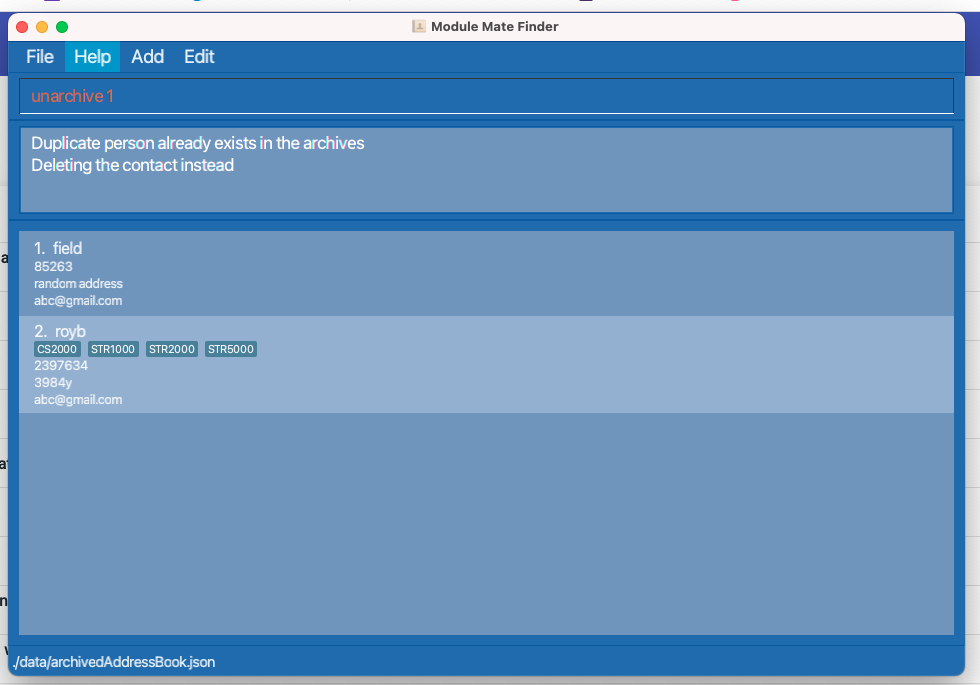 Module Mate Finder
File Help Add Edit
unarchive 1
Duplicate person already exists in the archives
Deleting the contact instead
1. field
85263
random address
abc@gmail.com
2. royb
CS2000 STR1000 STR2000 STR5000
2397634
3984y
abc@gmail.com
./data/archivedAddressBook.json